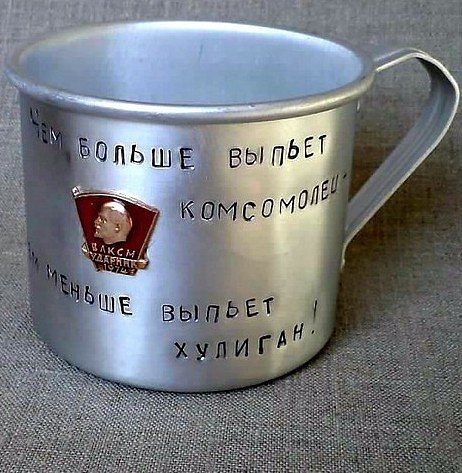 ЧЕМ БОЛЬШЕ ВЫПЬЕТ
КОМСОМОЛЕЦ-
ВЛКСМ
УДАРНИК
1974
МЕНЬШЕ ВЫПЬЕТ
ХУЛИГАН!